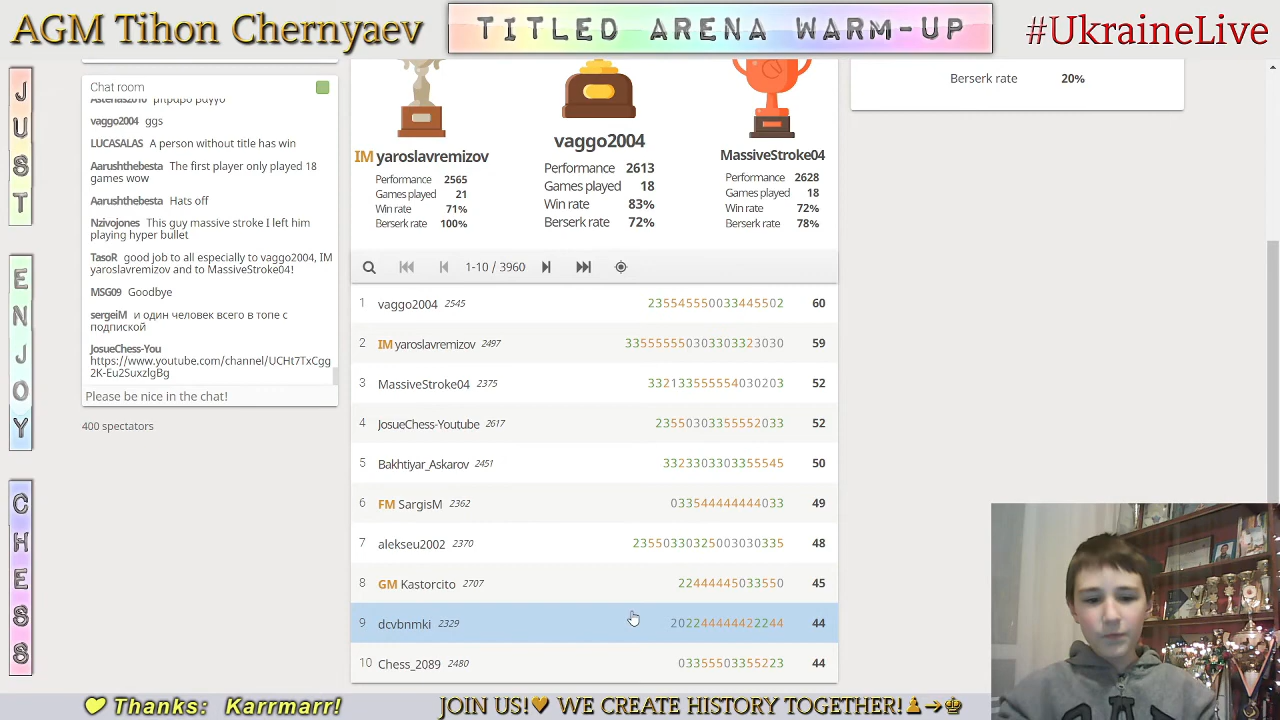 AGM Tihon Chernyaev
TITLED ARENA WARM-UP
#UkraineLive
JUST
ENJOY
CHESS
Chat room
vaggo2004 ggs
LUCASALAS A person without title has win
Aarushthebesta The first player only played 18
games wow
Aarushthebesta Hats off
Nzivojones This guy massive stroke I left him
playing hyper bullet
TasoR good job to all especially to vaggo2004, IM
yaroslavremizov and to MassiveStroke04!
MSG09 Goodbye
sergeiM и один человек всего в топе с
подпиской
JosueChess-You
https://www.youtube.com/channel/UCHt7TxCgg
2K-Eu2SuxzlgBg
Please be nice in the chat!
400 spectators
IM yaroslavremizov
Performance 2565
Games played 21
Win rate 71%
Berserk rate 100%
vaggo2004
Performance 2613
Games played 18
Win rate 83%
Berserk rate 72%
MassiveStroke04
Performance 2628
Games played 18
Win rate 72%
Berserk rate 78%
Berserk rate 20%
1-10 / 3960
1 vaggo2004 2545 235545550033445502 60
2 IM yaroslavremizov 2497 335555550303303323030 59
3 MassiveStroke04 2375 332133555554030203 52
4 JosueChess-Youtube 2617 23550303355552033 52
5 Bakhtiyar_Askarov 2451 3323303303355545 50
6 FM SargisM 2362 033544444444033 49
7 alekseu2002 2370 23550330325003030335 48
8 GM Kastorcito 2707 22444445033550 45
9 dcvbnmki 2329 202244444422244 44
10 Chess_2089 2480 03355503355223 44
Thanks: Karrmarr!
JOIN US! WE CREATE HISTORY TOGETHER!